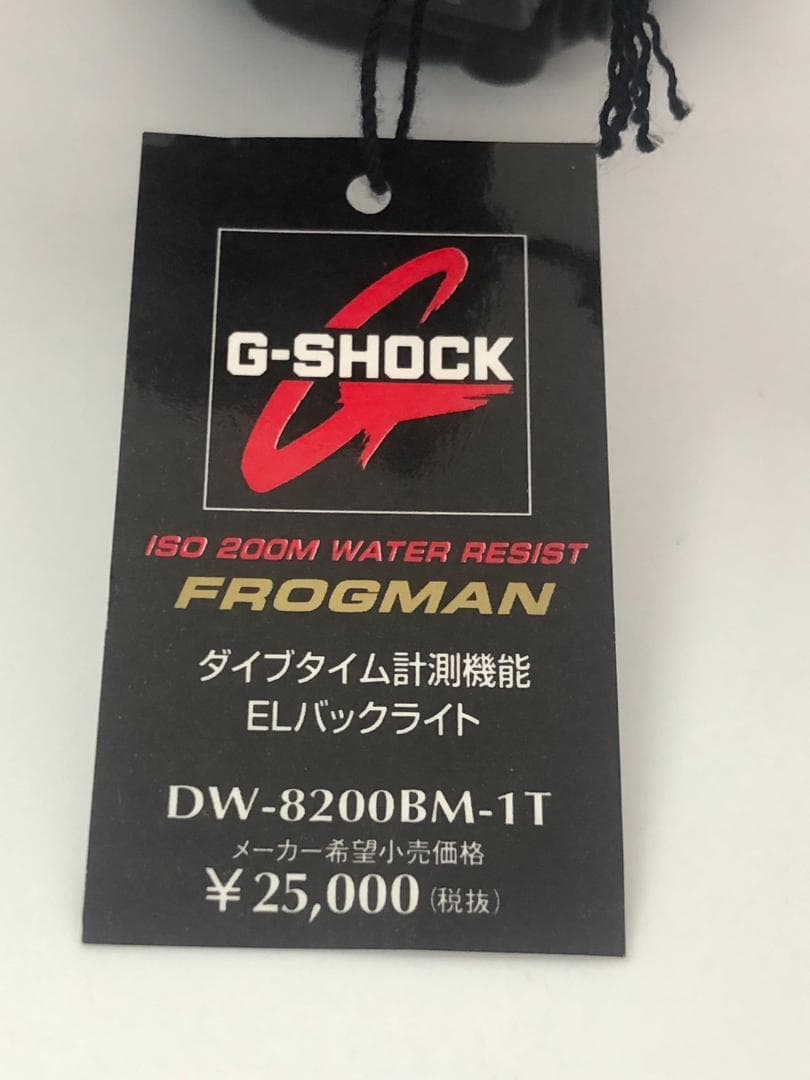 G-SHOCK
ISO 200M WATER RESIST
FROGMAN
ダイブタイム計測機能
ELバックライト
DW-8200BM-1T
メーカー希望小売価格
¥25,000(税抜)